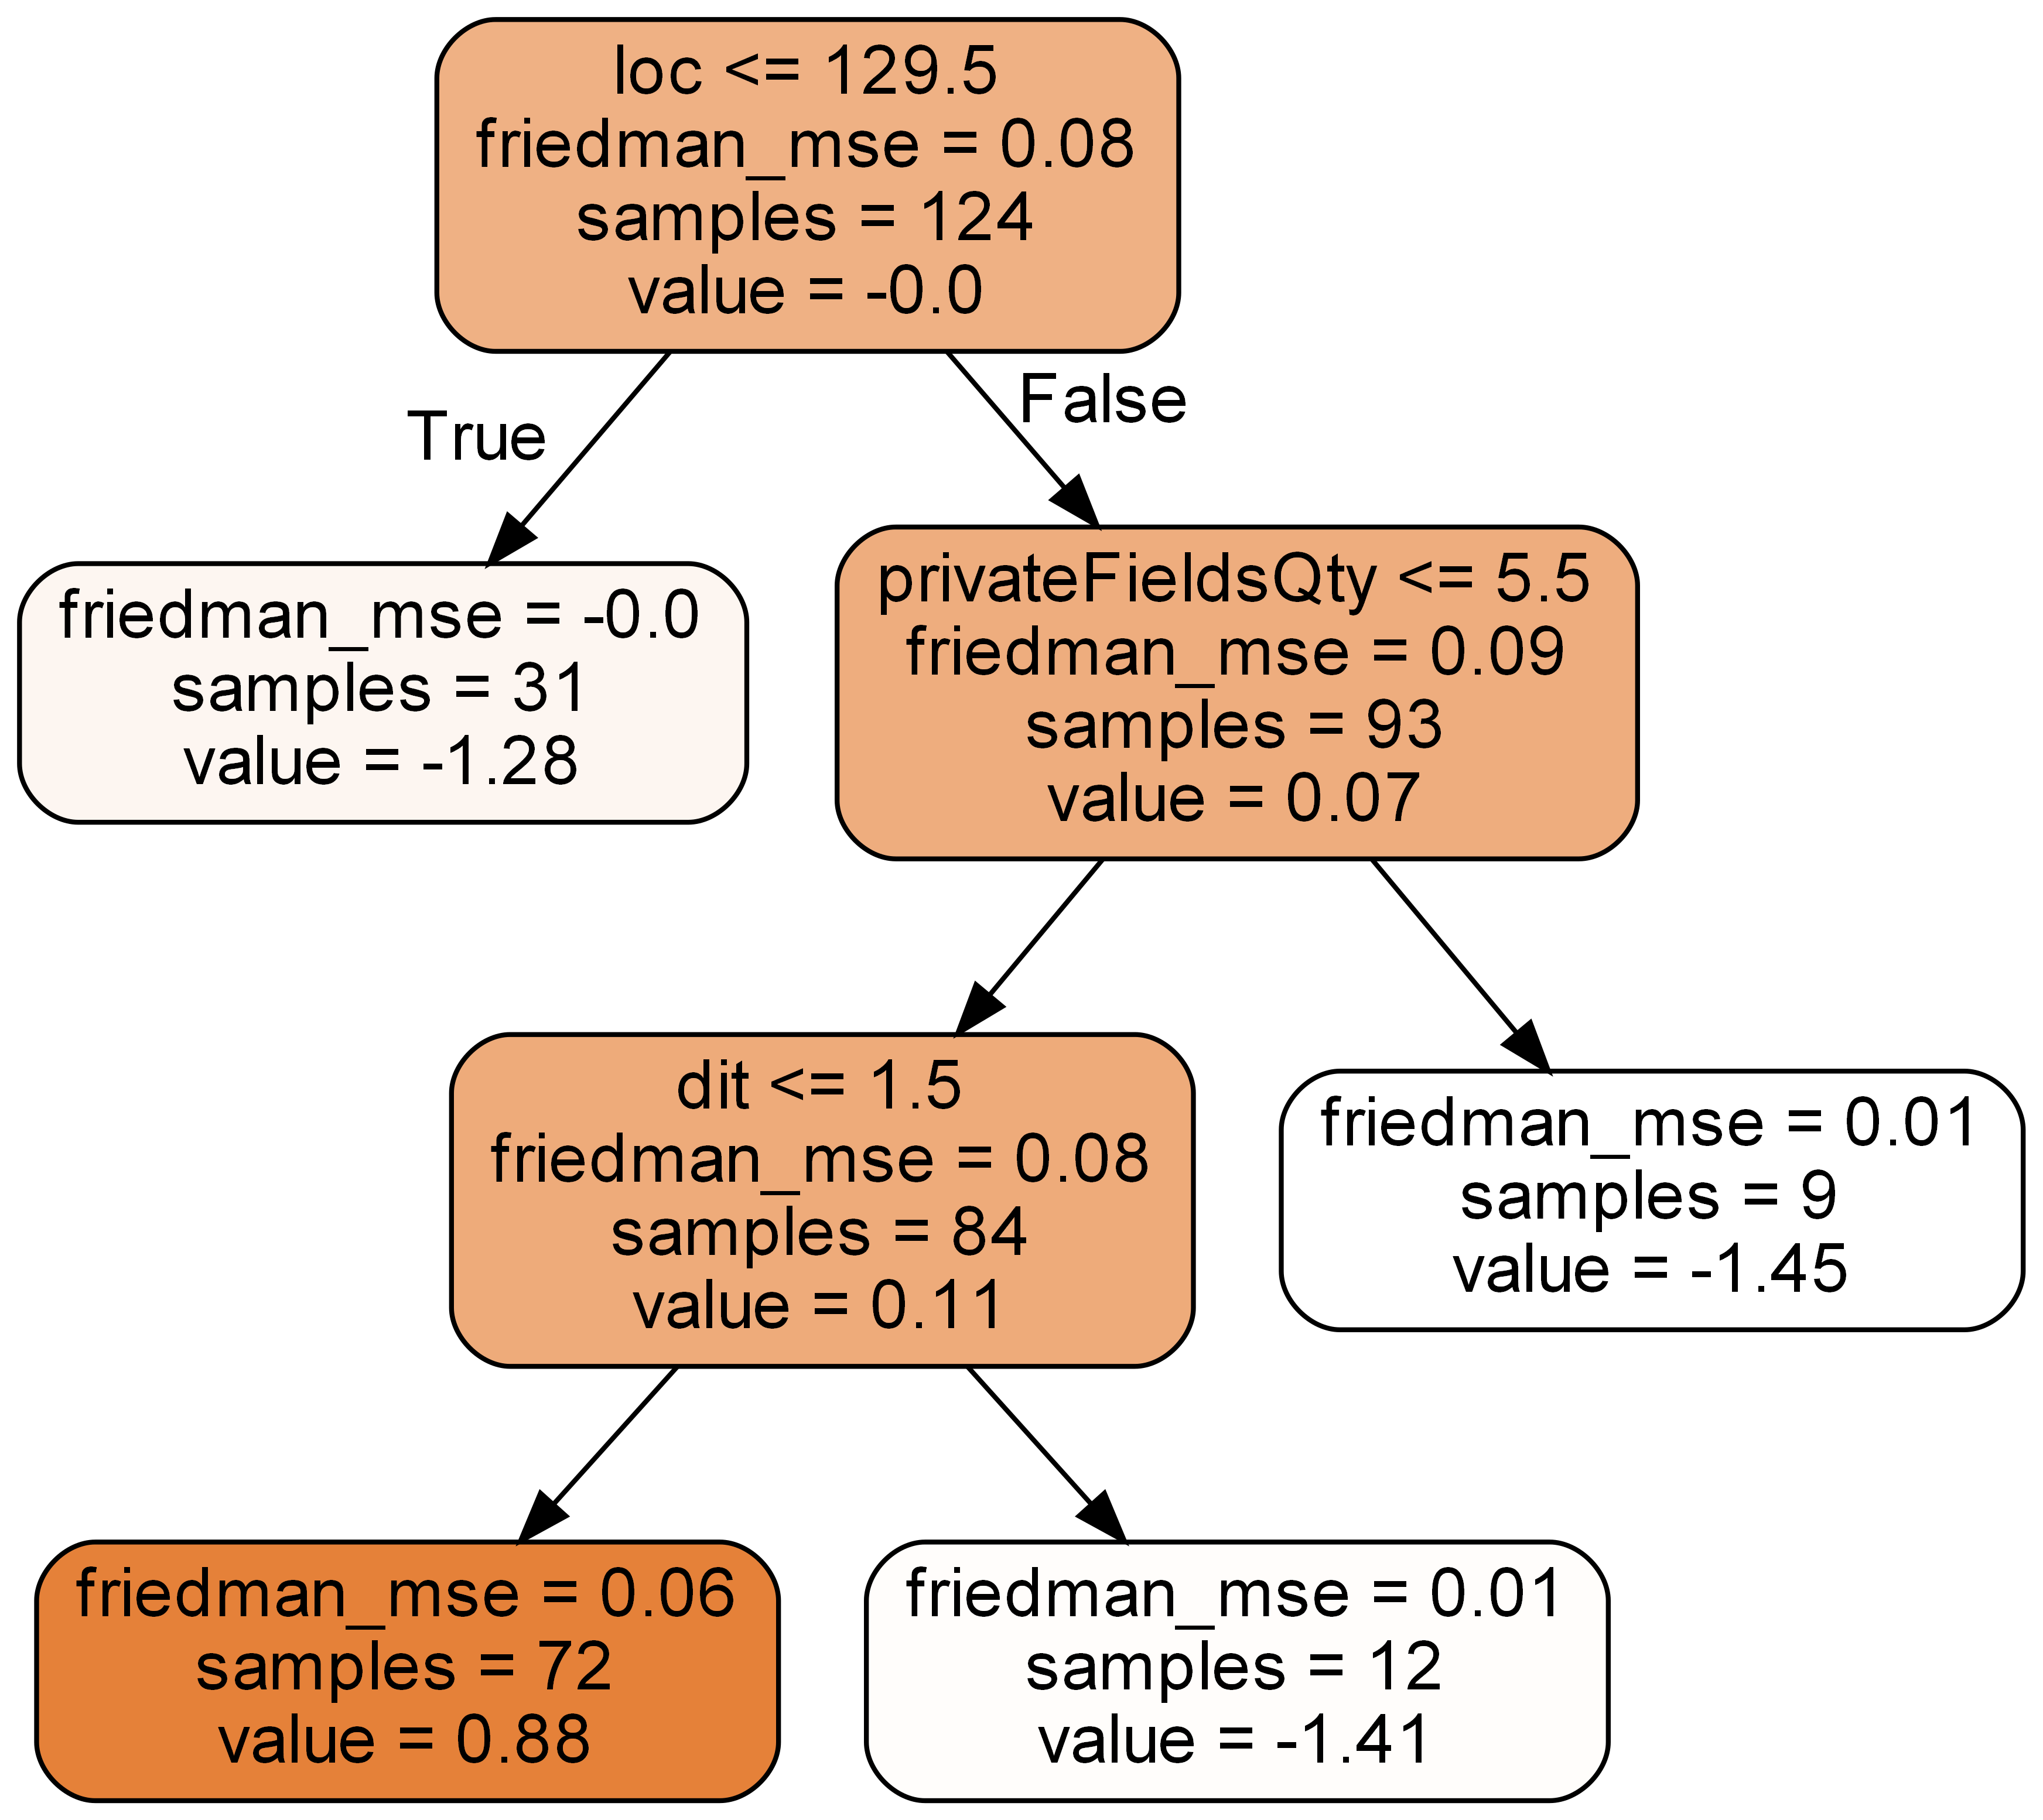 loc <= 129.5
friedman_mse = 0.08
samples = 124
value = -0.0
True
False
friedman_mse = -0.0
samples = 31
value = -1.28
privateFieldsQty <= 5.5
friedman_mse = 0.09
samples = 93
value = 0.07
dit <= 1.5
friedman_mse = 0.08
samples = 84
value = 0.11
friedman_mse = 0.01
samples = 9
value = -1.45
friedman_mse = 0.06
samples = 72
value = 0.88
friedman_mse = 0.01
samples = 12
value = -1.41